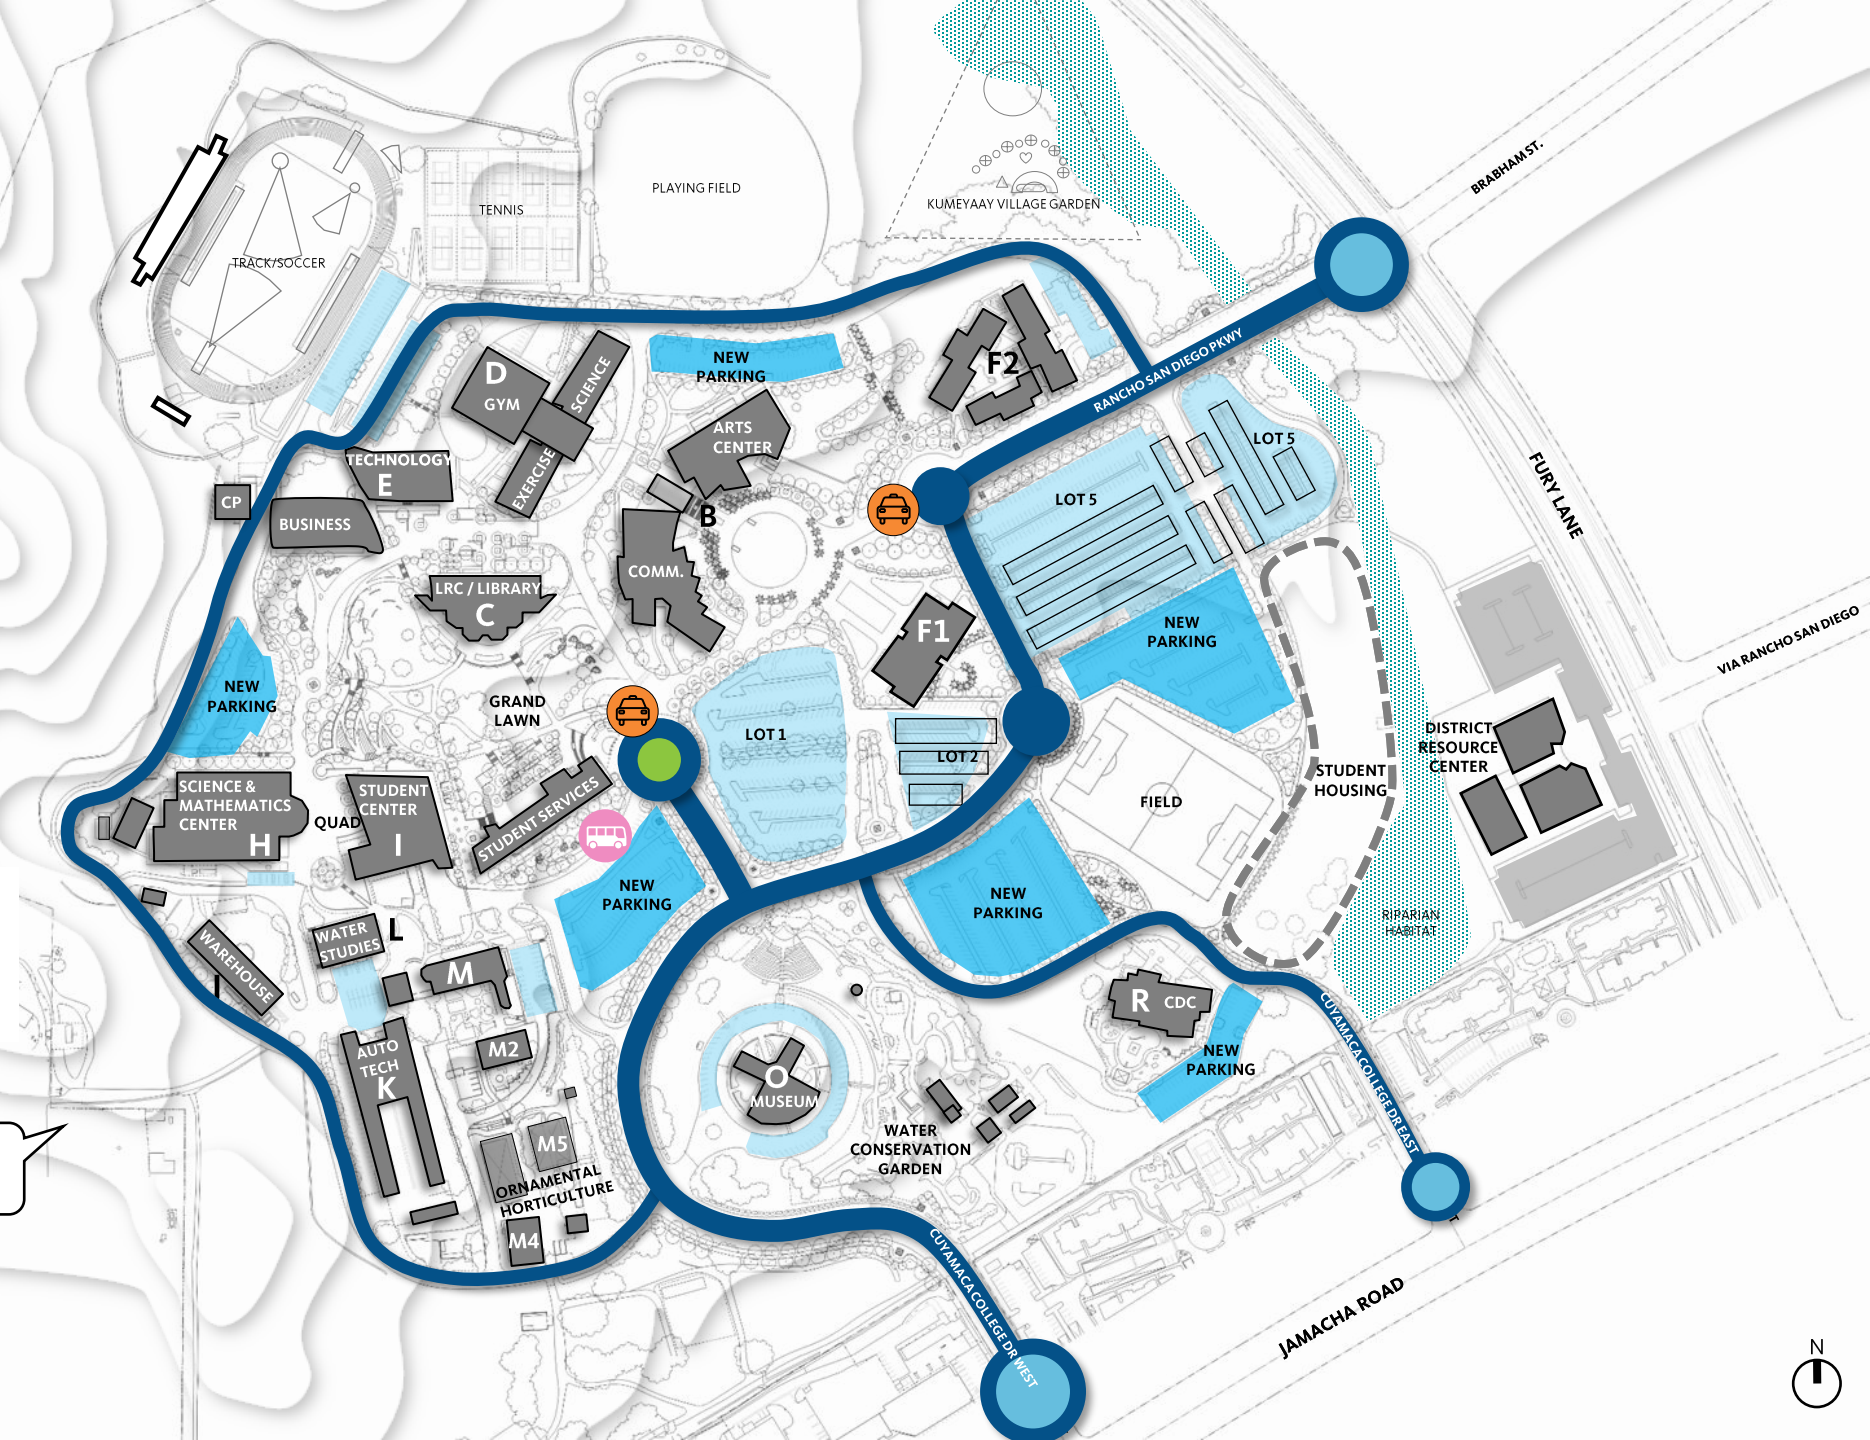 BRABHAM ST.
PLAYING FIELD
TENNIS
KUMEYAAY VILLAGE GARDEN
TRACK/SOCCER
RANCHO SAN DIEGO PKWY
F2
NEW
PARKING
D
GYM
SCIENCE
EXERCISE
ARTS
CENTER
LOT 5
LOT 5
FURY LANE
TECHNOLOGY
E
CP
BUSINESS
B
COMM.
LRC / LIBRARY
C
F1
NEW
PARKING
VIA RANCHO SAN DIEGO
NEW
PARKING
GRAND
LAWN
LOT 1
LOT 2
DISTRICT
RESOURCE
CENTER
STUDENT
HOUSING
FIELD
SCIENCE &
MATHEMATICS
CENTER
H
QUAD
STUDENT
CENTER
I
STUDENT SERVICES
NEW
PARKING
NEW
PARKING
RIPARIAN
HABITAT
WATER
STUDIES
L
WAREHOUSE
M
R CDC
CUYAMACA COLLEGE DR EAST
NEW
PARKING
AUTO
TECH
K
M2
O
MUSEUM
M5
WATER
CONSERVATION
GARDEN
ORNAMENTAL
HORTICULTURE
M4
CUYAMACA COLLEGE DR WEST
JAMACHA ROAD
N